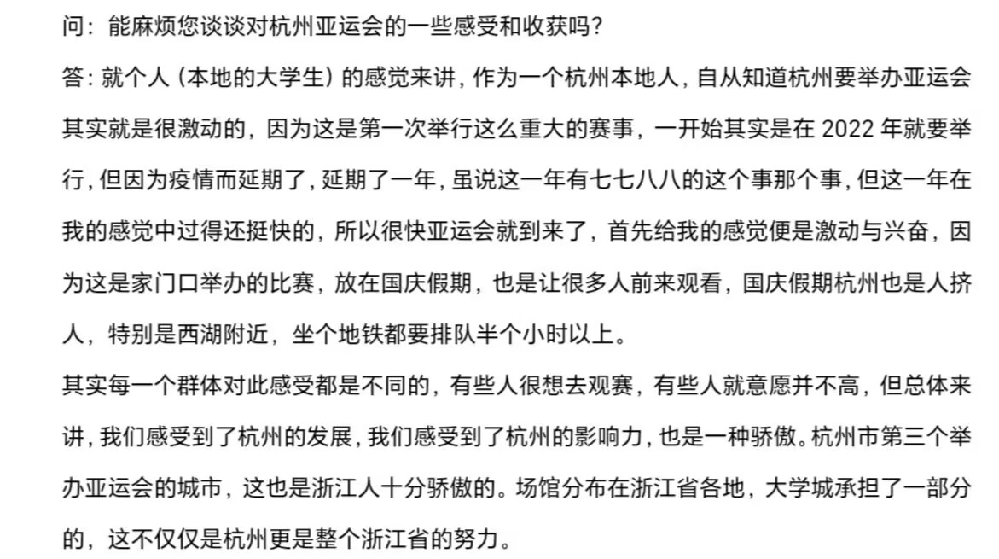 问：能麻烦您谈谈对杭州亚运会的一些感受和收获吗？
答：就个人（本地的大学生）的感觉来讲，作为一个杭州本地人，自从知道杭州要举办亚运会
其实就是很激动的，因为这是第一次举行这么重大的赛事，一开始其实是在 2022 年就要举
行，但因为疫情而延期了，延期了一年，虽说这一年有七七八八的这个事那个事，但这一年在
我的感觉中过得还挺快的，所以很快亚运会就到来了，首先给我的感觉便是激动与兴奋，因
为这是家门口举办的比赛，放在国庆假期，也是让很多人前来观看，国庆假期杭州也是人挤
人，特别是西湖附近，坐个地铁都要排队半个小时以上。
其实每一个群体对此感受都是不同的，有些人很想去观赛，有些人就意愿并不高，但总体来
讲，我们感受到了杭州的发展，我们感受到了杭州的影响力，也是一种骄傲。杭州市第三个举
办亚运会的城市，这也是浙江人十分骄傲的。场馆分布在浙江省各地，大学城承担了一部分
的，这不仅仅是杭州更是整个浙江省的努力。